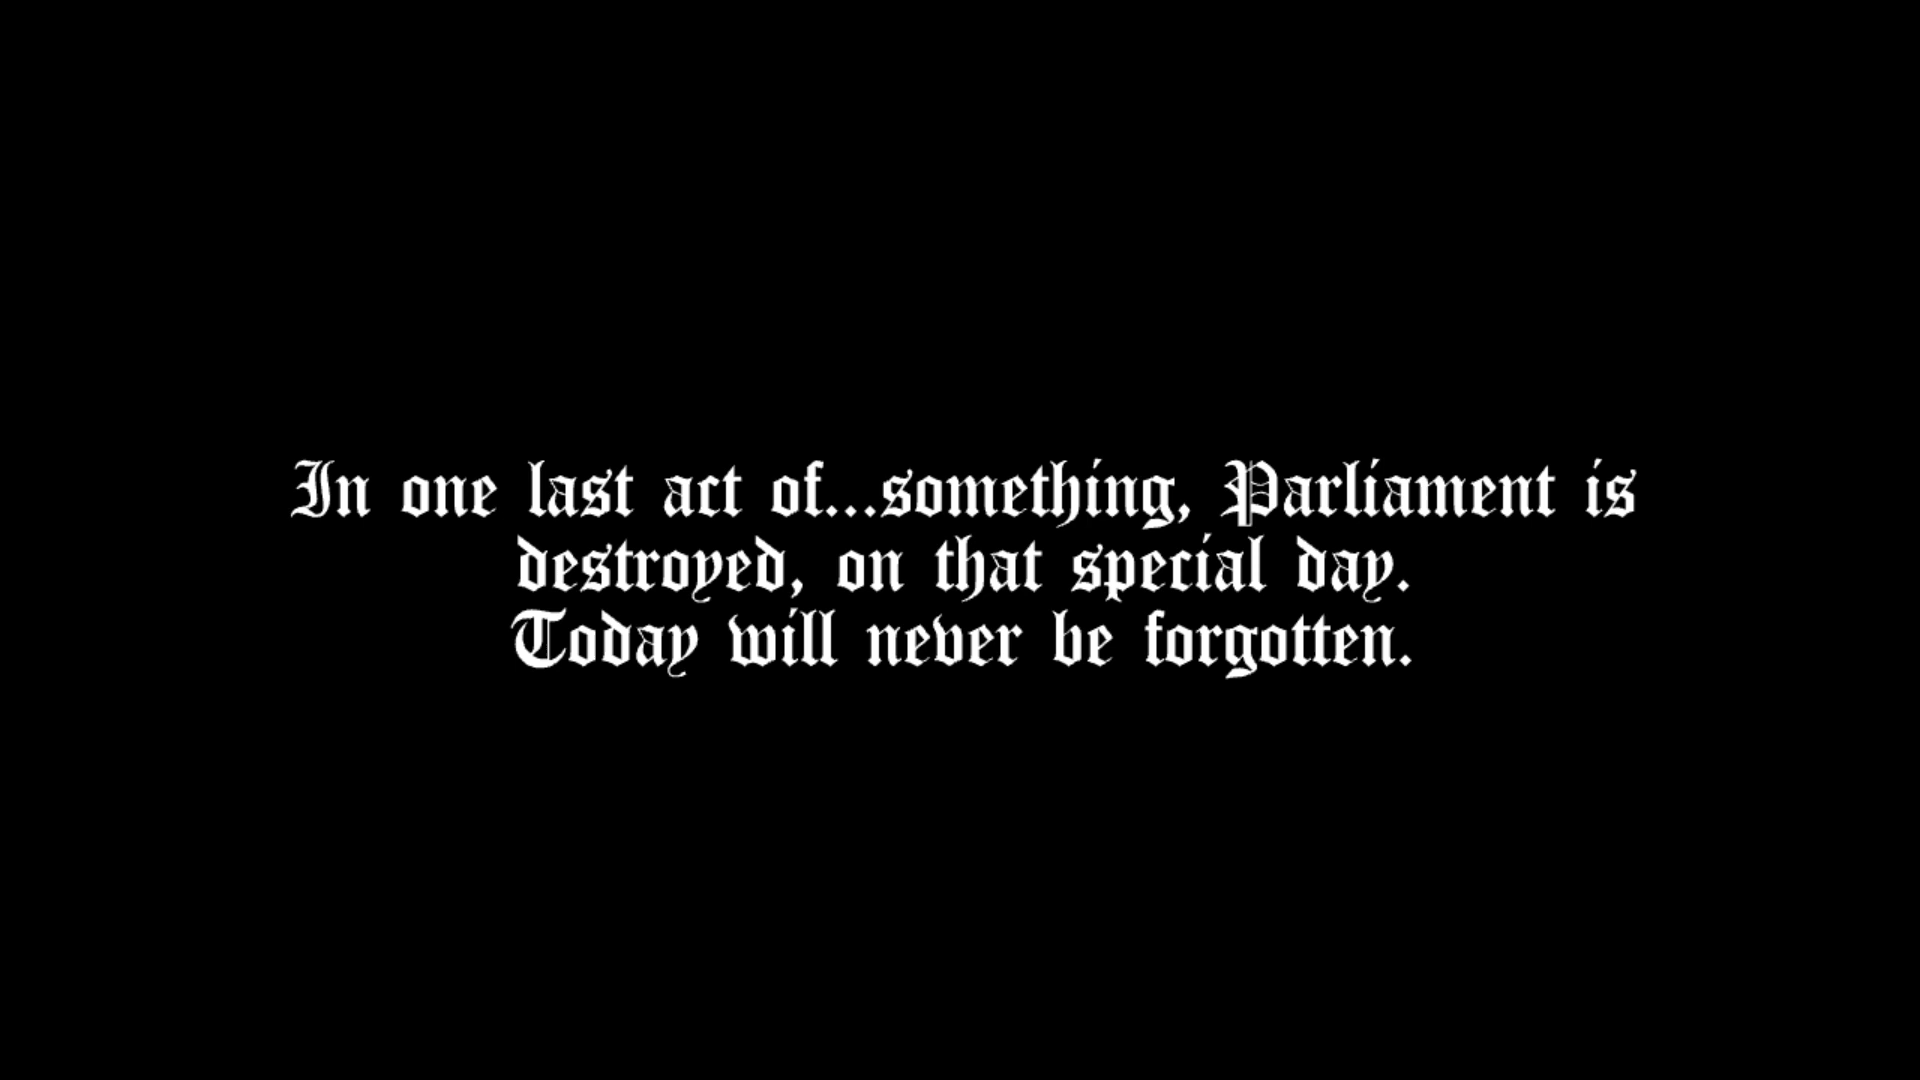 In one last act of...something, Parliament is
destroyed, on that special day.
Today will never be forgotten.